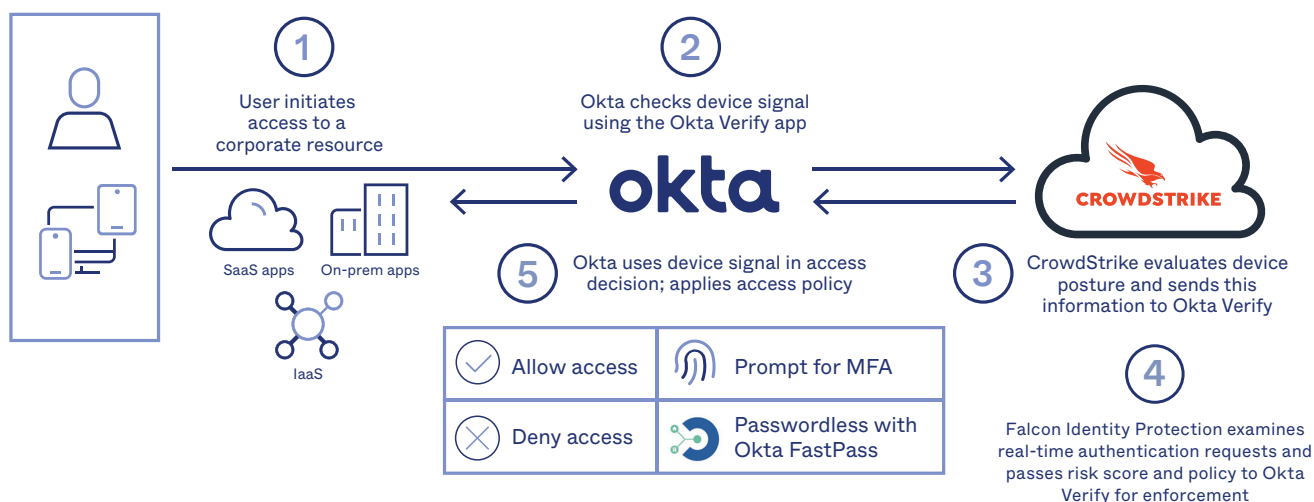 1
User initiates
access to a
corporate resource
SaaS apps
On-prem apps
IaaS
2
Okta checks device signal
using the Okta Verify app
okta
CROWDSTRIKE
3
CrowdStrike evaluates device
posture and sends this
information to Okta Verify
4
Falcon Identity Protection examines
real-time authentication requests and
passes risk score and policy to Okta
Verify for enforcement
5
Okta uses device signal in access
decision; applies access policy
Allow access
Prompt for MFA
Deny access
Passwordless with
Okta FastPass